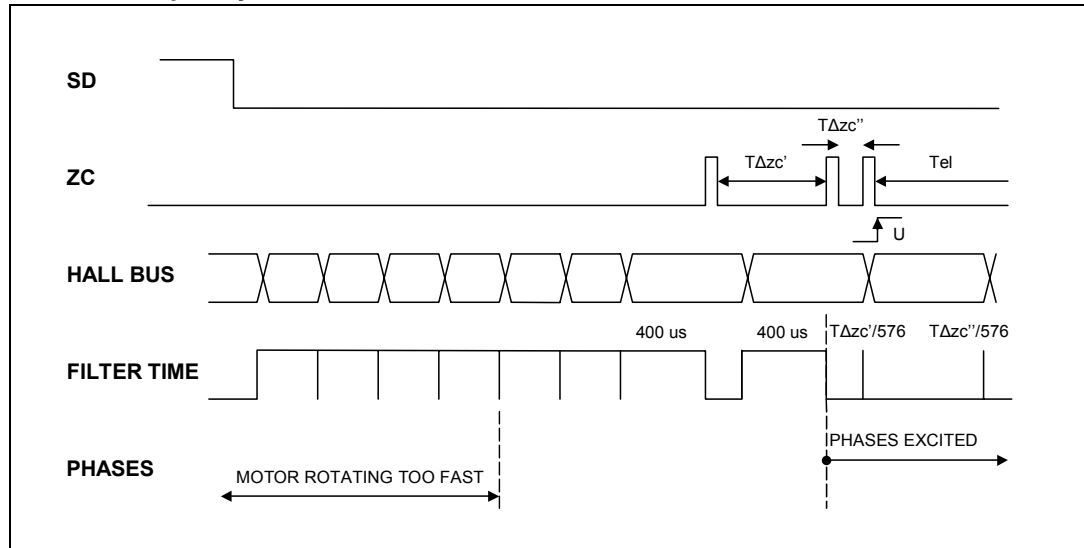 SD
TΔzc''
ZC
TΔzc'
Tel
U
HALL BUS
400 us
400 us
TΔzc'/576
TΔzc''/576
FILTER TIME
PHASES
MOTOR ROTATING TOO FAST
PHASES EXCITED